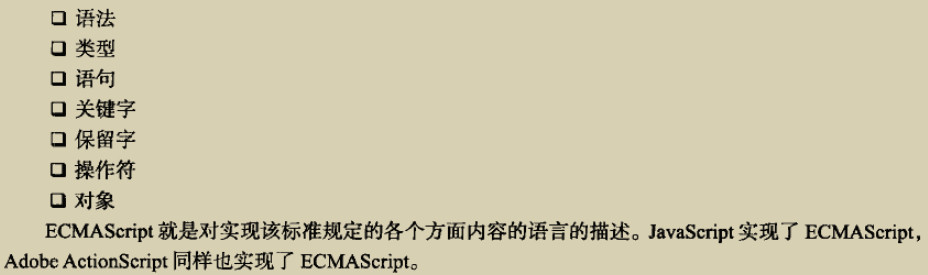 ❑ 语法
❑ 类型
❑ 语句
❑ 关键字
❑ 保留字
❑ 操作符
❑ 对象
ECMAScript 就是对实现该标准规定的各个方面内容的语言的描述。JavaScript 实现了 ECMAScript，
Adobe ActionScript 同样也实现了 ECMAScript。